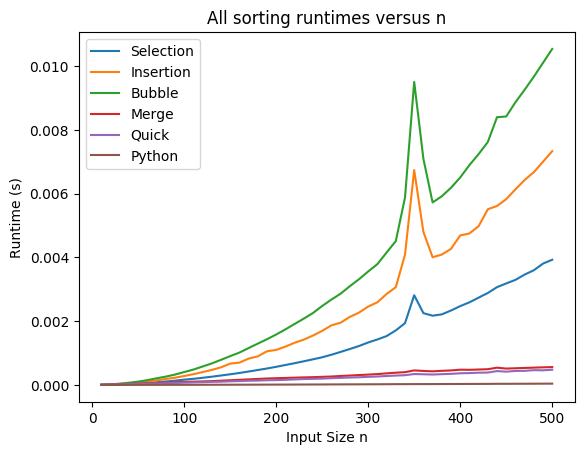 All sorting runtimes versus n
Selection
Insertion
Bubble
Merge
Quick
Python
Runtime (s)
0.010
0.008
0.006
0.004
0.002
0.000
0
100
200
300
400
500
Input Size n